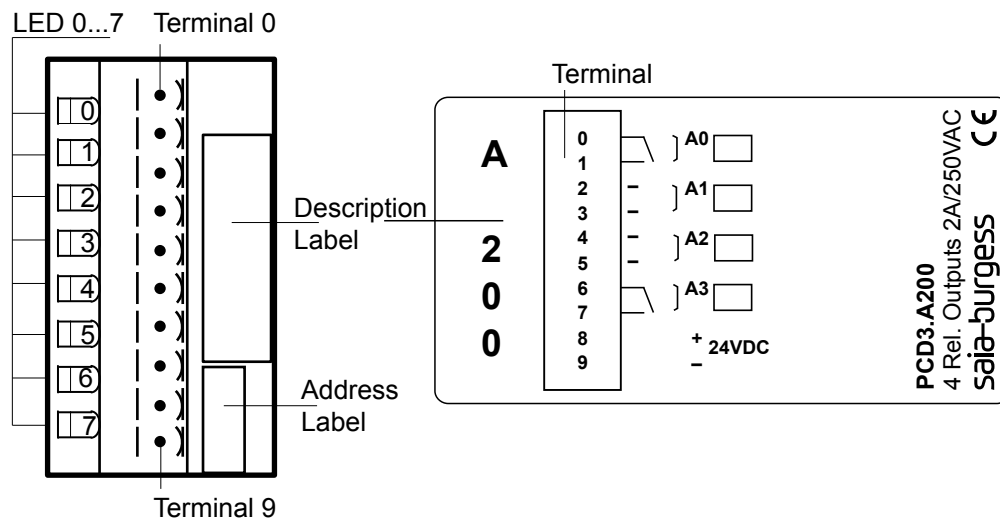 LED 0...7 Terminal 0
0
1
2
3
4
5
6
7
Description
Label
Address
Label
Terminal 9
Terminal
A
2
0
0
0 A0
1
2 – A1
3 –
4 – A2
5 –
6 A3
7
8 + 24VDC
9 –
PCD3.A200
4 Rel. Outputs 2A/250VAC
saia-burgess CE